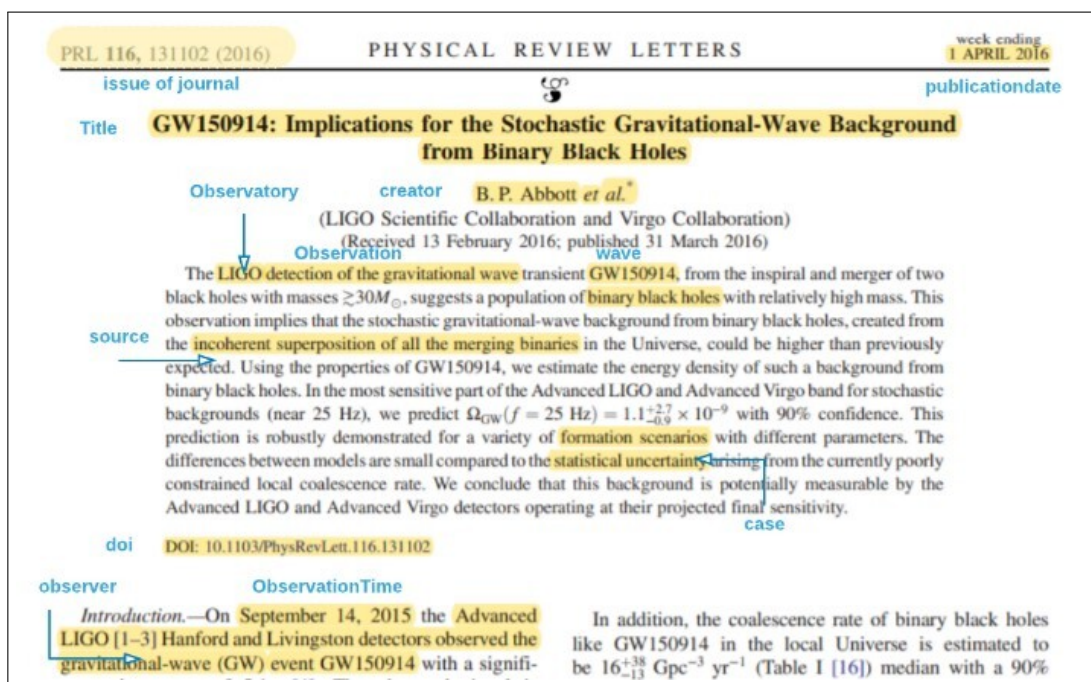 PRL 116, 131102 (2016) PHYSICAL REVIEW LETTERS week ending
1 APRIL 2016
issue of journal publicationdate
Title GW150914: Implications for the Stochastic Gravitational-Wave Background
from Binary Black Holes
Observatory creator B. P. Abbott et al.*
(LIGO Scientific Collaboration and Virgo Collaboration)
(Received 13 February 2016; published 31 March 2016)
Observation wave
The LIGO detection of the gravitational wave transient GW150914, from the inspiral and merger of two
black holes with masses ≳30M⊙, suggests a population of binary black holes with relatively high mass. This
observation implies that the stochastic gravitational-wave background from binary black holes, created from
source the incoherent superposition of all the merging binaries in the Universe, could be higher than previously
expected. Using the properties of GW150914, we estimate the energy density of such a background from
binary black holes. In the most sensitive part of the Advanced LIGO and Advanced Virgo band for stochastic
backgrounds (near 25 Hz), we predict Ω_GW(f = 25 Hz) = 1.1^{+2.7}_{−0.9} × 10^{−9} with 90% confidence. This
prediction is robustly demonstrated for a variety of formation scenarios with different parameters. The
differences between models are small compared to the statistical uncertainty arising from the currently poorly
constrained local coalescence rate. We conclude that this background is potentially measurable by the
Advanced LIGO and Advanced Virgo detectors operating at their projected final sensitivity.
case
doi DOI: 10.1103/PhysRevLett.116.131102
observer ObservationTime
Introduction.—On September 14, 2015 the Advanced
LIGO [1–3] Hanford and Livingston detectors observed the
gravitational-wave (GW) event GW150914 with a signifi-
In addition, the coalescence rate of binary black holes
like GW150914 in the local Universe is estimated to
be 16^{+38}_{−13} Gpc^{−3} yr^{−1} (Table I [16]) median with a 90%